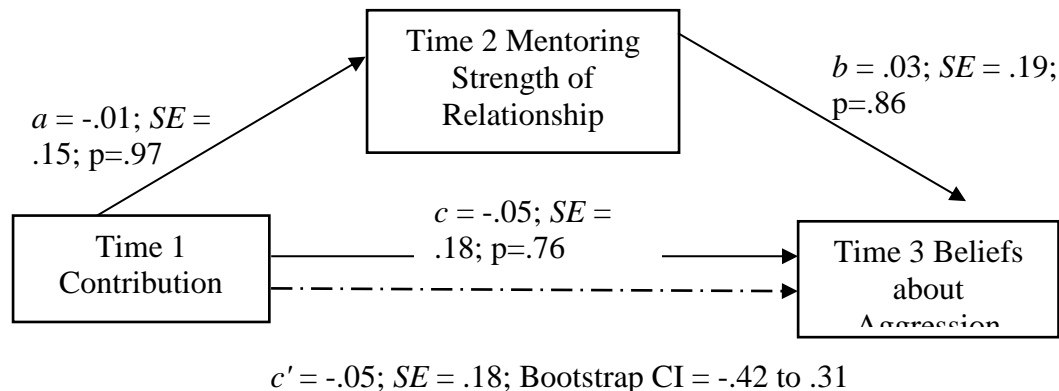 Time 2 Mentoring
Strength of
Relationship
b = .03; SE = .19;
p=.86
a = -.01; SE =
.15; p=.97
c = -.05; SE =
.18; p=.76
Time 1
Contribution
Time 3 Beliefs
about
Aggression
c' = -.05; SE = .18; Bootstrap CI = -.42 to .31